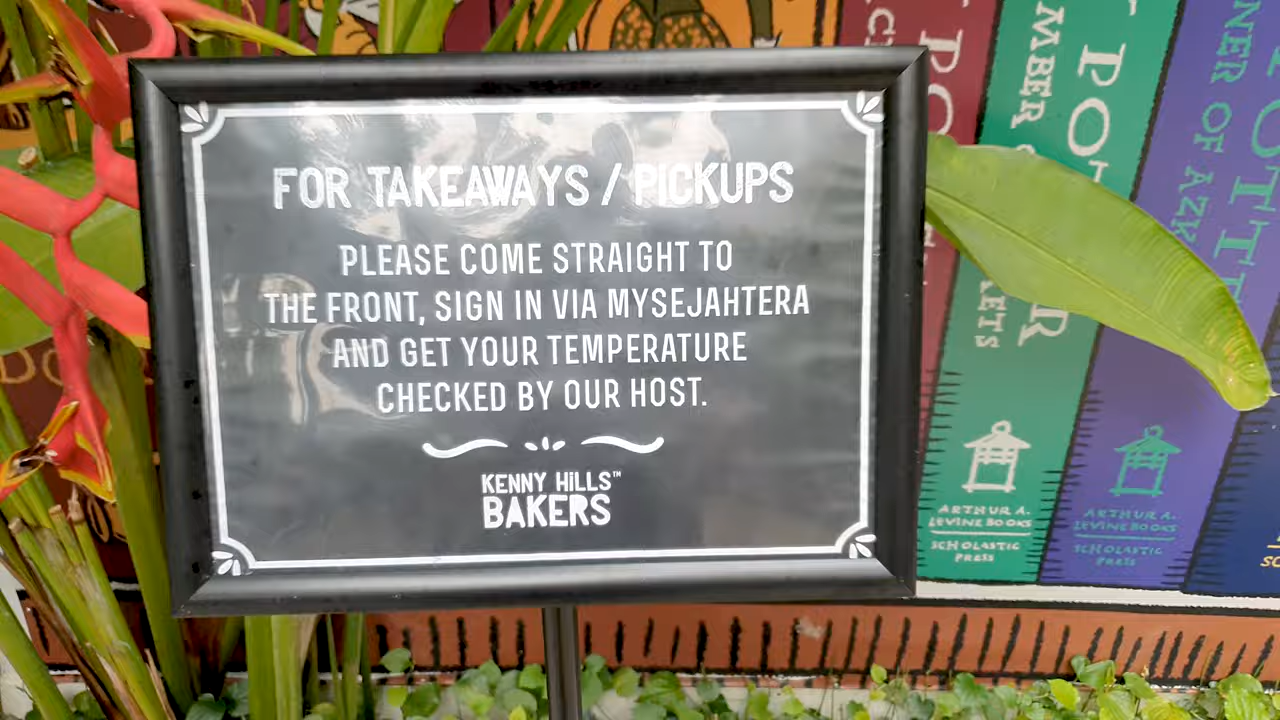 FOR TAKEAWAYS / PICKUPS
PLEASE COME STRAIGHT TO
THE FRONT, SIGN IN VIA MYSEJAHTERA
AND GET YOUR TEMPERATURE
CHECKED BY OUR HOST.
KENNY HILLS™
BAKERS
ARTHUR A.
LEVINE BOOKS
SCHOLASTIC
PRESS
ARTHUR A.
LEVINE BOOKS
SCHOLASTIC
PRESS